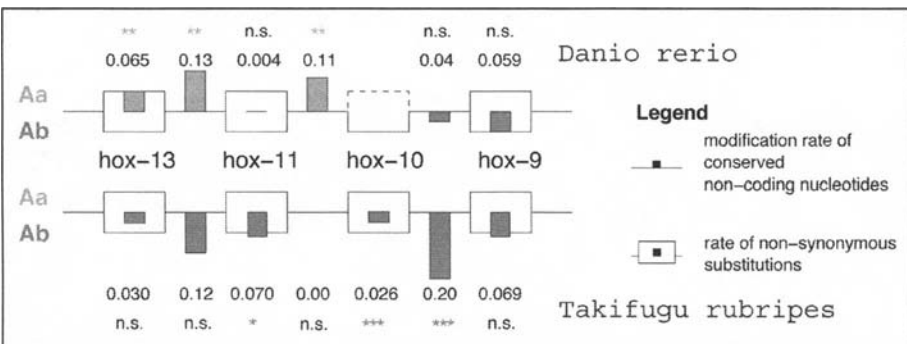 ** ** n.s. ** n.s. n.s.
0.065 0.13 0.004 0.11 0.04 0.059
Danio rerio
Aa
Ab
hox-13 hox-11 hox-10 hox-9
Aa
Ab
0.030 0.12 0.070 0.00 0.026 0.20 0.069
n.s. n.s. * n.s. *** *** n.s.
Takifugu rubripes
Legend
modification rate of
conserved
non-coding nucleotides
rate of non-synonymous
substitutions